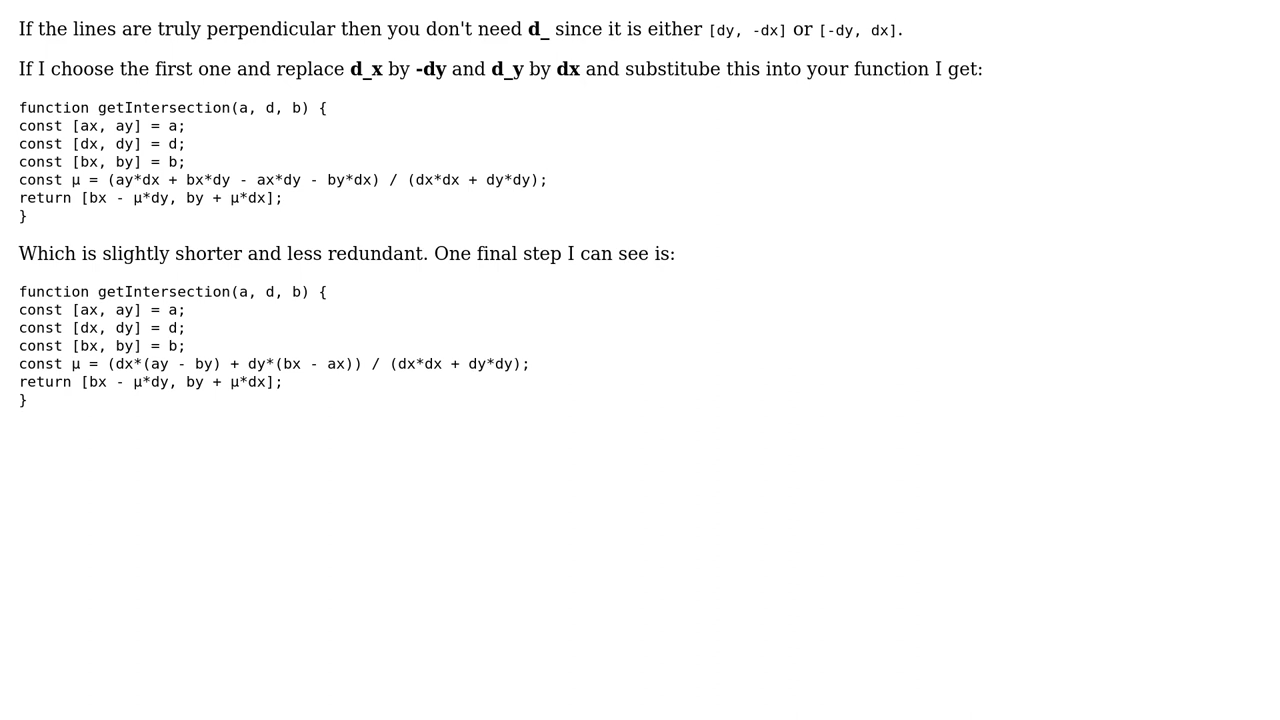 If the lines are truly perpendicular then you don't need d_ since it is either [dy, -dx] or [-dy, dx].
If I choose the first one and replace d_x by -dy and d_y by dx and substitube this into your function I get:
function getIntersection(a, d, b) {
const [ax, ay] = a;
const [dx, dy] = d;
const [bx, by] = b;
const μ = (ay*dx + bx*dy - ax*dy - by*dx) / (dx*dx + dy*dy);
return [bx - μ*dy, by + μ*dx];
}
Which is slightly shorter and less redundant. One final step I can see is:
function getIntersection(a, d, b) {
const [ax, ay] = a;
const [dx, dy] = d;
const [bx, by] = b;
const μ = (dx*(ay - by) + dy*(bx - ax)) / (dx*dx + dy*dy);
return [bx - μ*dy, by + μ*dx];
}